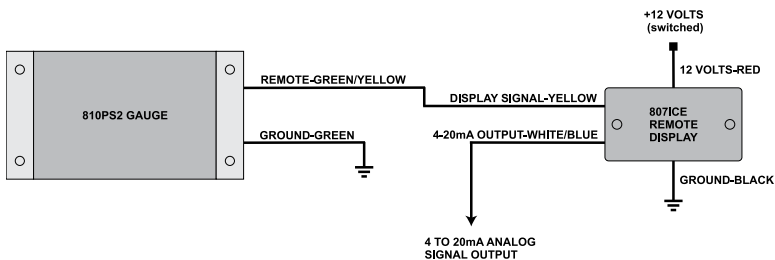 +12 VOLTS
(switched)
12 VOLTS-RED
REMOTE-GREEN/YELLOW
DISPLAY SIGNAL-YELLOW
810PS2 GAUGE
807ICE
REMOTE
DISPLAY
GROUND-GREEN
4-20mA OUTPUT-WHITE/BLUE
GROUND-BLACK
4 TO 20mA ANALOG
SIGNAL OUTPUT